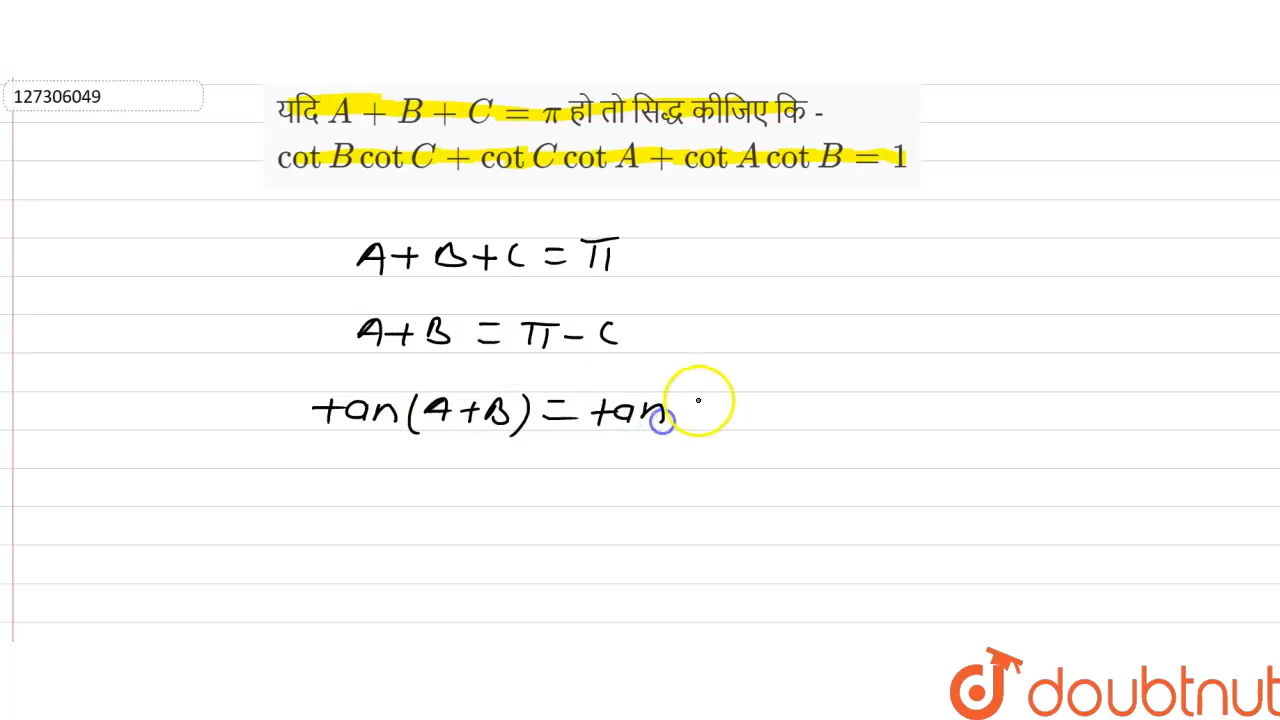 127306049
यदि A + B + C = π हो तो सिद्ध कीजिए कि -
cot B cot C + cot C cot A + cot A cot B = 1
A + B + C = π
A + B = π - C
tan(A + B) = tan
doubtnut